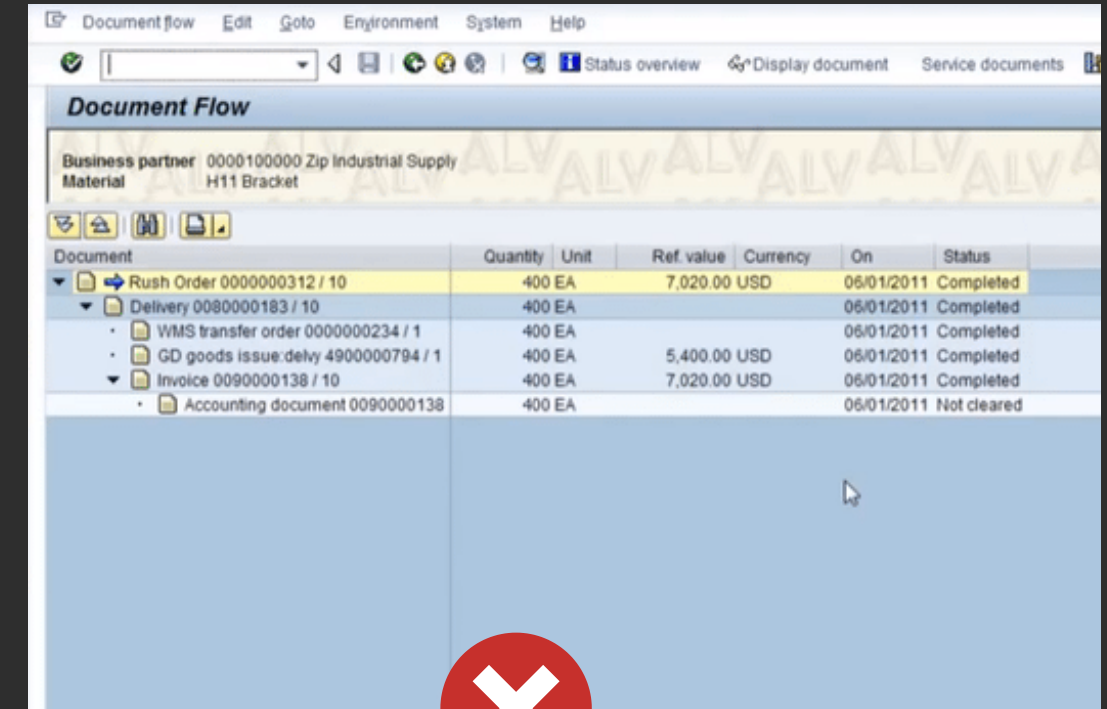 Document flow Edit Goto Environment System Help
Status overview Display document Service documents
Document Flow
Business partner 0000100000 Zip Industrial Supply
Material H11 Bracket
Document Quantity Unit Ref. value Currency On Status
Rush Order 0000000312 / 10 400 EA 7,020.00 USD 06/01/2011 Completed
Delivery 0080000183 / 10 400 EA 06/01/2011 Completed
WMS transfer order 0000000234 / 1 400 EA 06/01/2011 Completed
GD goods issue:delvy 4900000794 / 1 400 EA 5,400.00 USD 06/01/2011 Completed
Invoice 0090000138 / 10 400 EA 7,020.00 USD 06/01/2011 Completed
Accounting document 0090000138 400 EA 06/01/2011 Not cleared